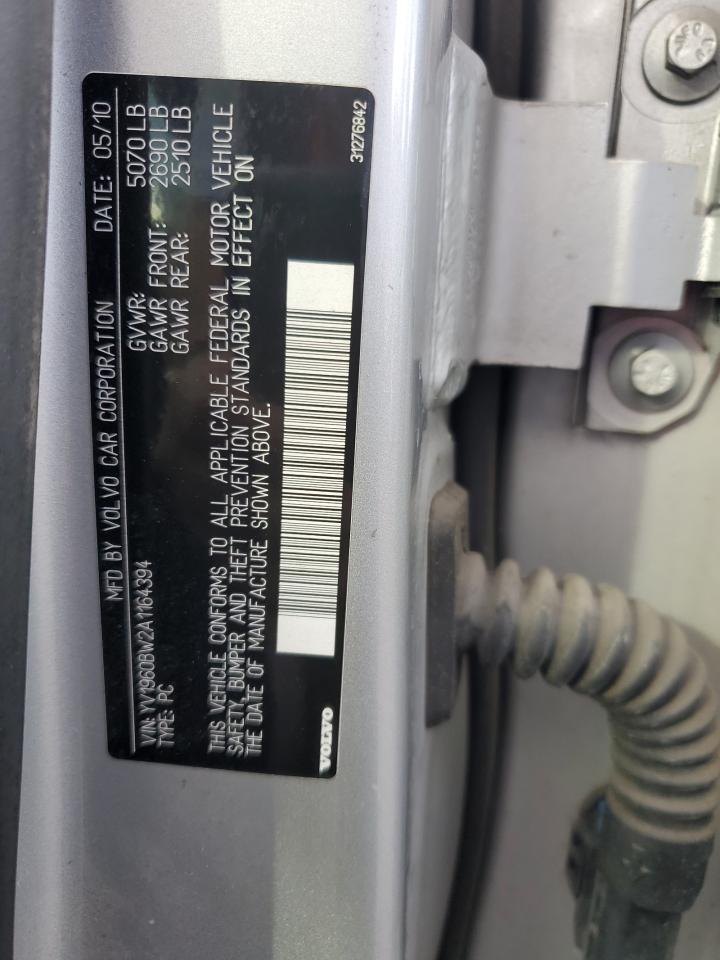 MFD BY VOLVO CAR CORPORATION DATE: 05/10
GVWR: 5070 LB
GAWR FRONT: 2690 LB
GAWR REAR: 2510 LB
VIN: YV1960BW2A1164394
TYPE: PC
THIS VEHICLE CONFORMS TO ALL APPLICABLE FEDERAL MOTOR VEHICLE
SAFETY, BUMPER AND THEFT PREVENTION STANDARDS IN EFFECT ON
THE DATE OF MANUFACTURE SHOWN ABOVE.
VOLVO
31276842